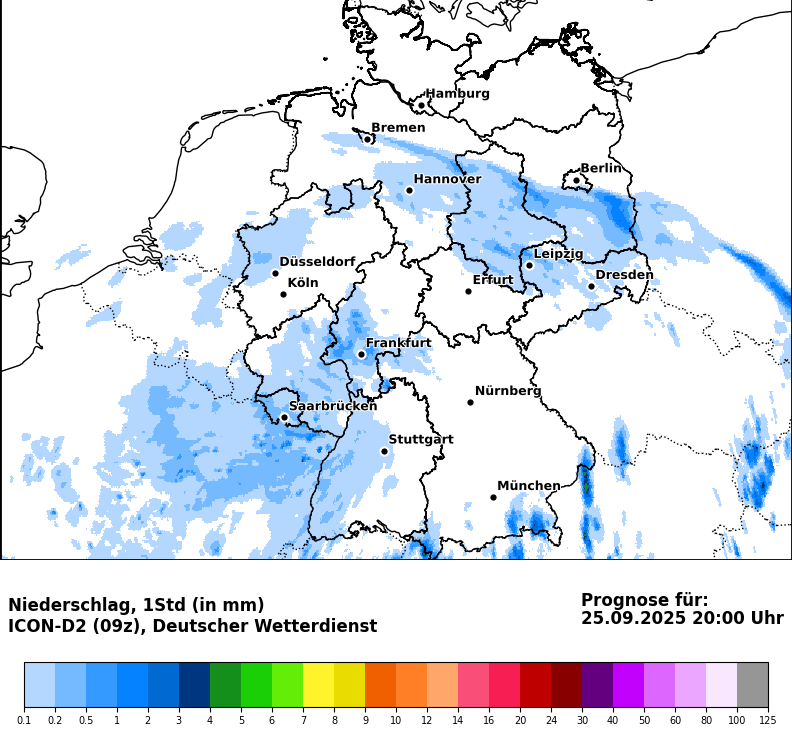 Hamburg
Bremen
Berlin
Hannover
Leipzig
Düsseldorf
Dresden
Köln
Erfurt
Frankfurt
Nürnberg
Saarbrücken
Stuttgart
München
Niederschlag, 1Std (in mm)
ICON-D2 (09z), Deutscher Wetterdienst
Prognose für:
25.09.2025 20:00 Uhr
0.1 0.2 0.5 1 2 3 4 5 6 7 8 9 10 12 14 16 20 24 30 40 50 60 80 100 125